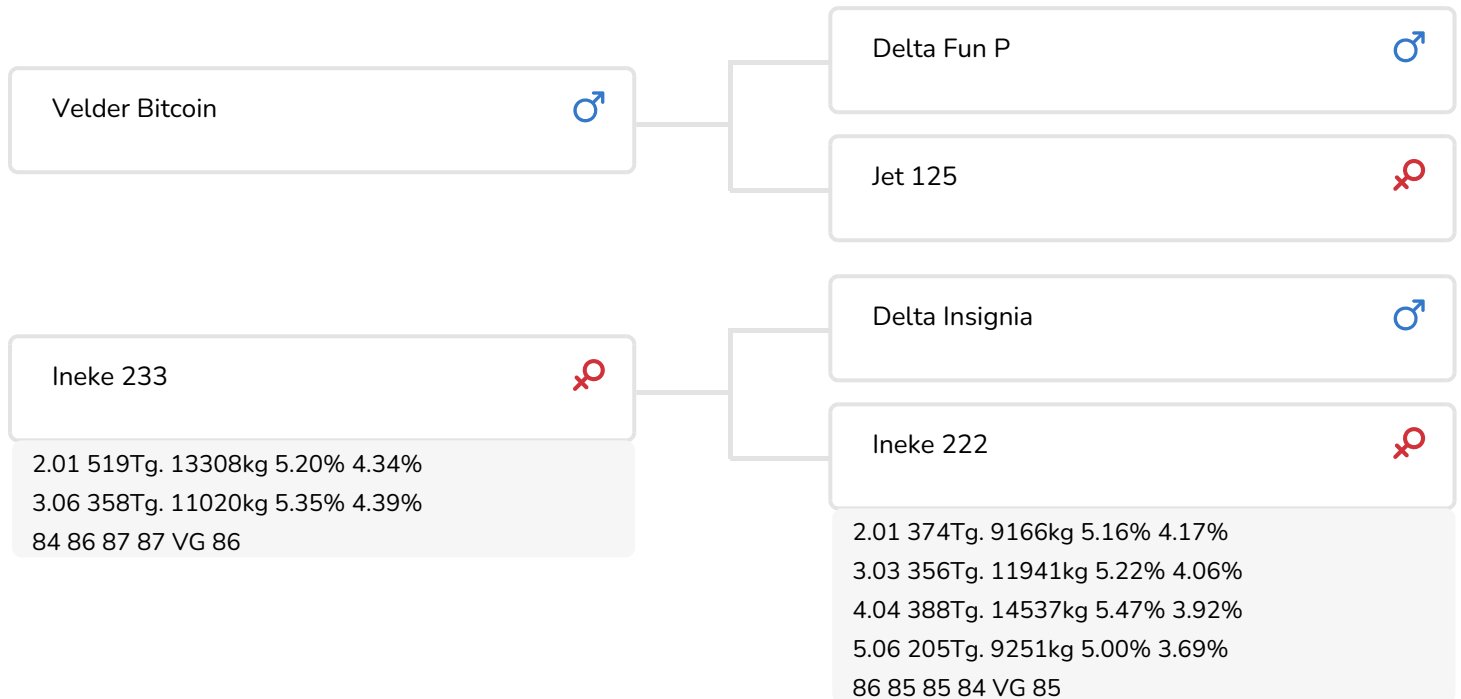 Velder Bitcoin
Delta Fun P
Jet 125
Ineke 233
2.01 519Tg. 13308kg 5.20% 4.34%
3.06 358Tg. 11020kg 5.35% 4.39%
84 86 87 87 VG 86
Delta Insignia
Ineke 222
2.01 374Tg. 9166kg 5.16% 4.17%
3.03 356Tg. 11941kg 5.22% 4.06%
4.04 388Tg. 14537kg 5.47% 3.92%
5.06 205Tg. 9251kg 5.00% 3.69%
86 85 85 84 VG 85